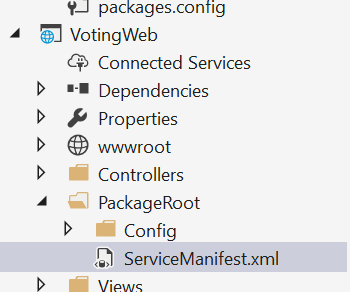 packages.config
VotingWeb
Connected Services
Dependencies
Properties
wwwroot
Controllers
PackageRoot
Config
ServiceManifest.xml
Views